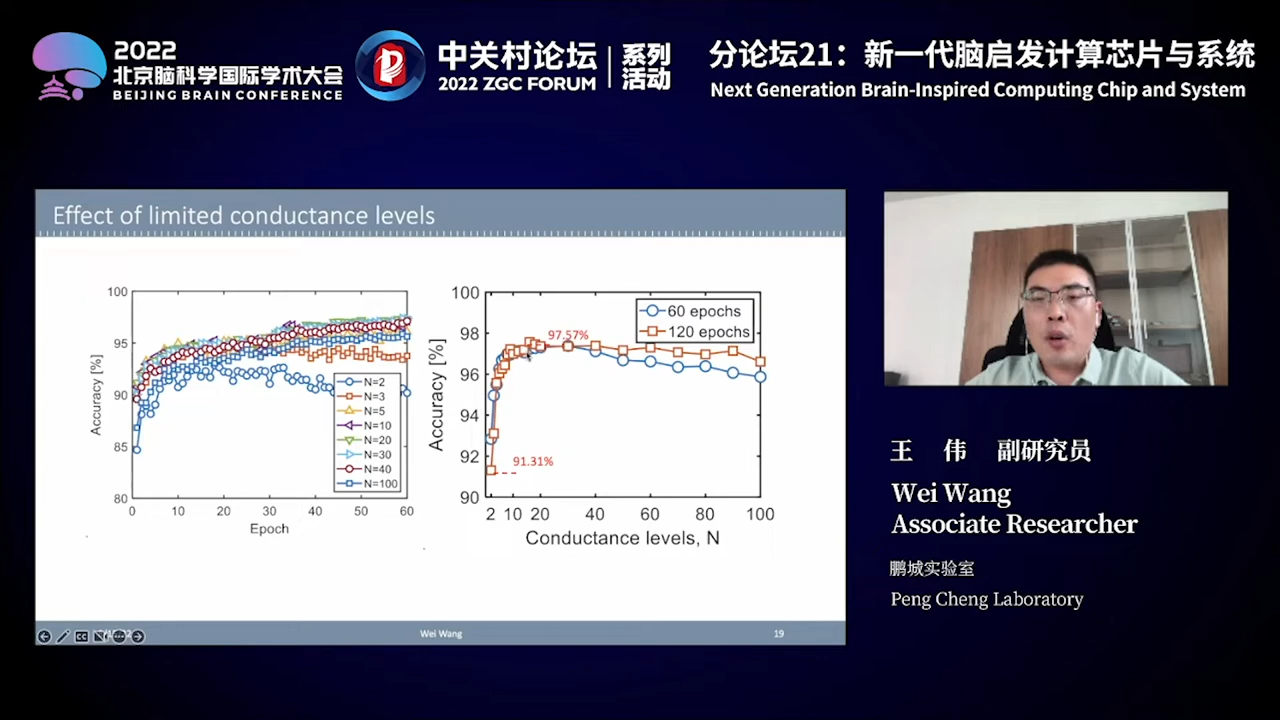 2022
北京脑科学国际学术大会
BEIJING BRAIN CONFERENCE
中关村论坛
2022 ZGC FORUM
系列
活动
分论坛21：新一代脑启发计算芯片与系统
Next Generation Brain-Inspired Computing Chip and System
Effect of limited conductance levels
100
95
90
85
80
Accuracy [%]
0 10 20 30 40 50 60
Epoch
N=2
N=3
N=5
N=10
N=20
N=30
N=40
N=100
100
98
96
94
92
90
Accuracy [%]
60 epochs
120 epochs
97.57%
91.31%
2 10 20 40 60 80 100
Conductance levels, N
Wei Wang
19
王 伟 副研究员
Wei Wang
Associate Researcher
鹏城实验室
Peng Cheng Laboratory